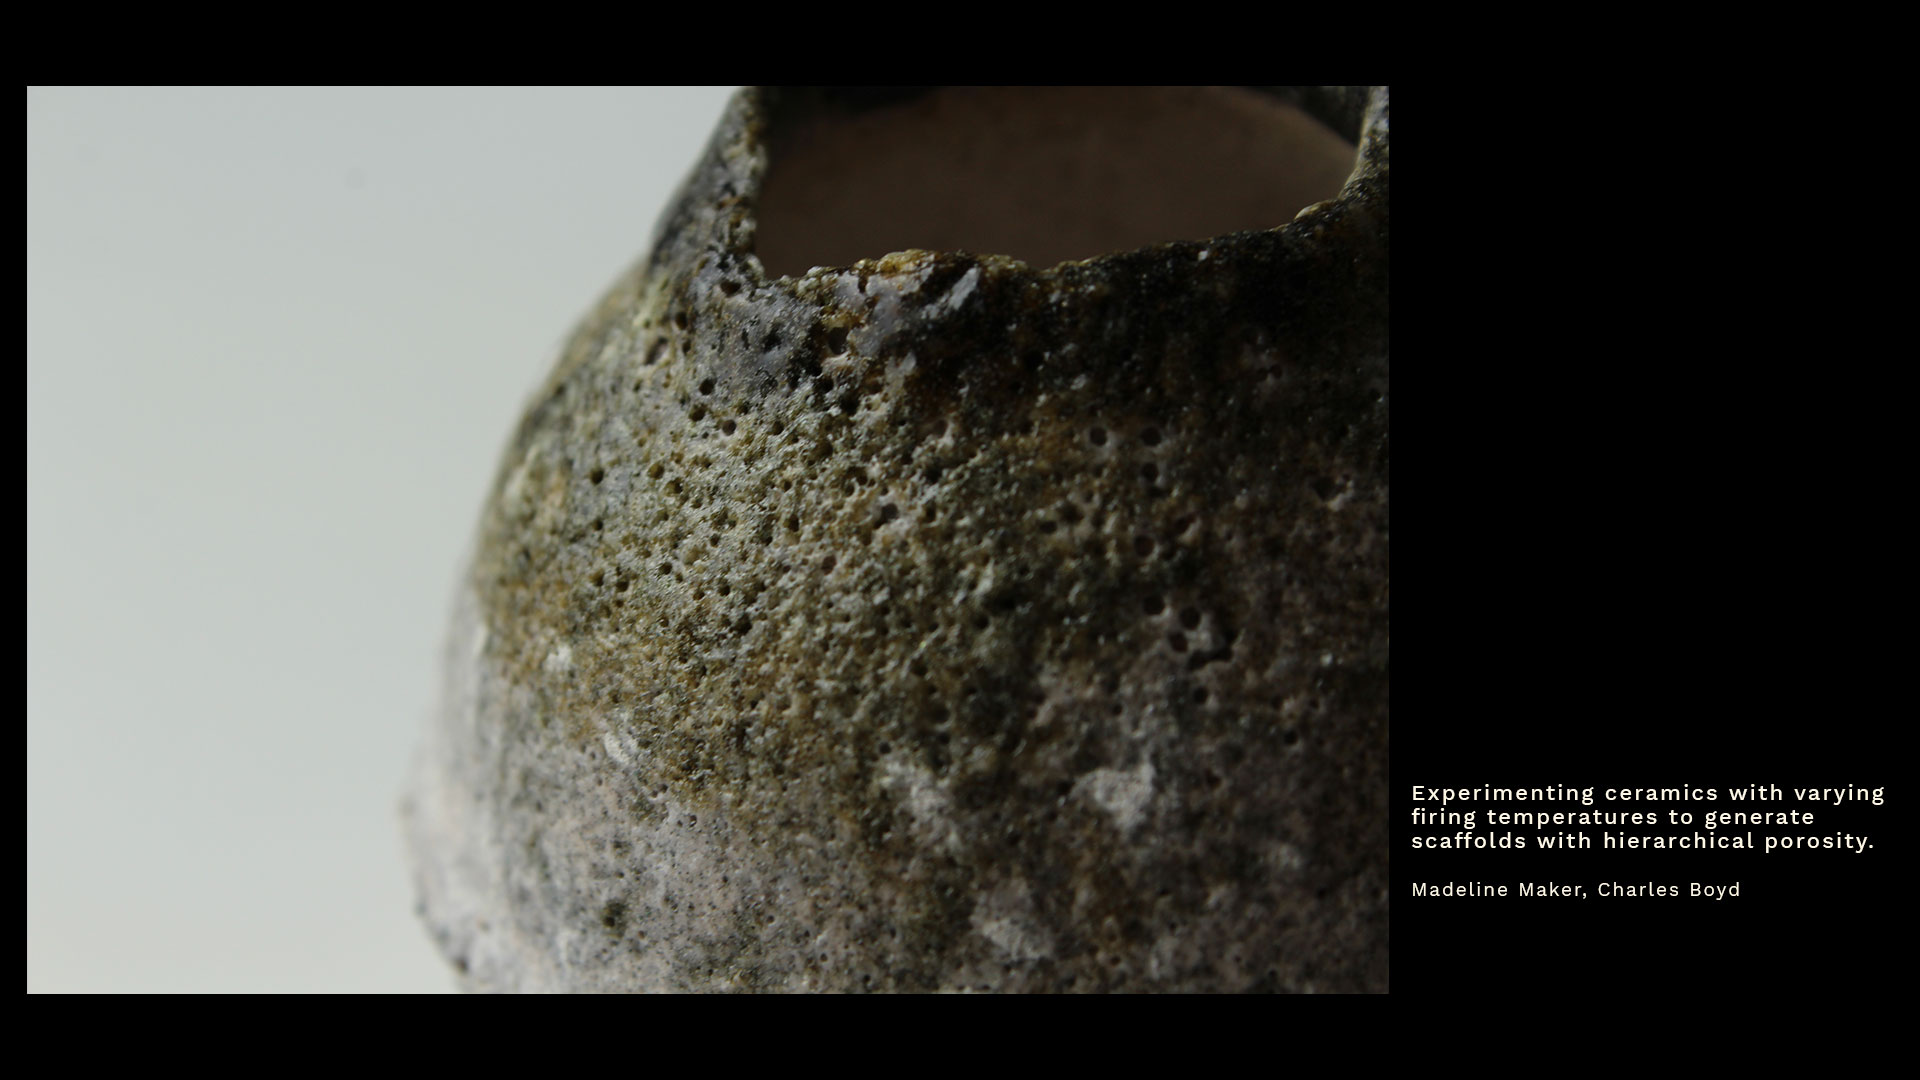 Experimenting ceramics with varying
firing temperatures to generate
scaffolds with hierarchical porosity.
Madeline Maker, Charles Boyd